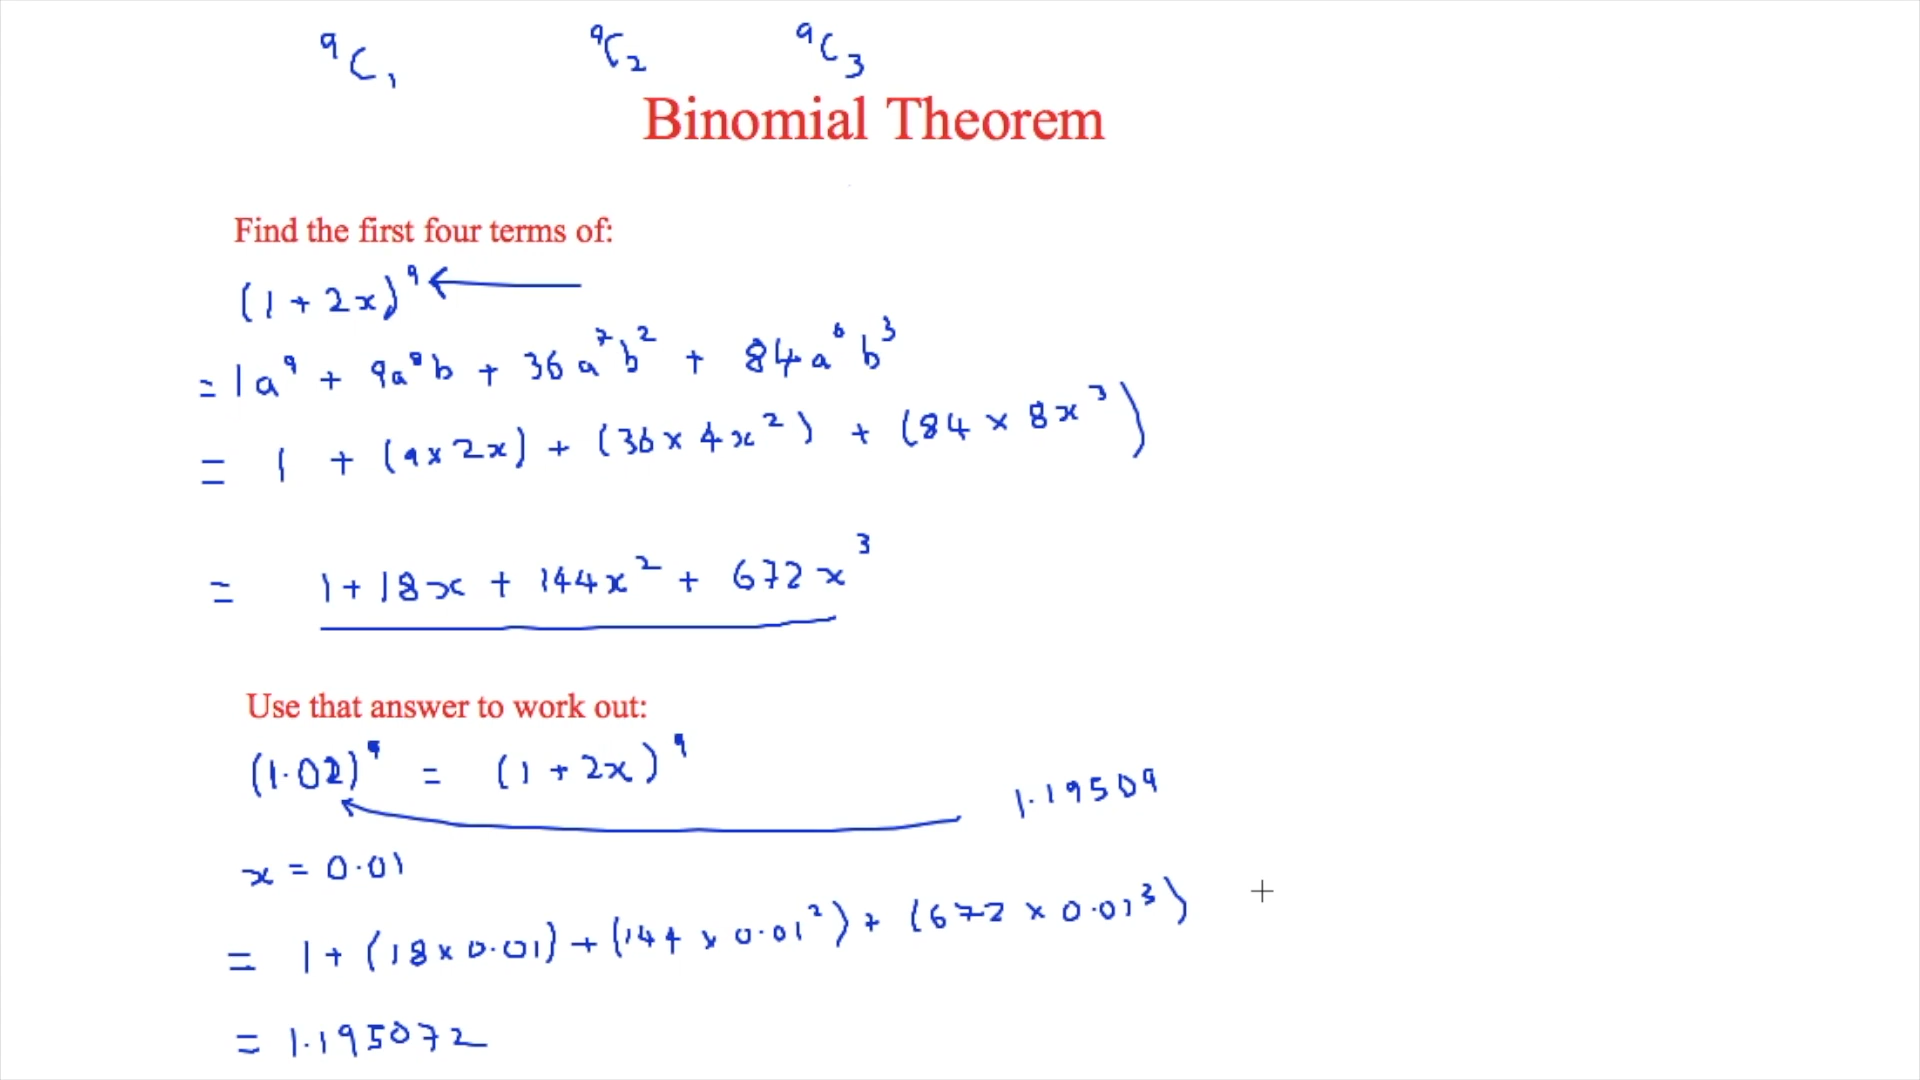 ⁹C₁ ⁹C₂ ⁹C₃
Binomial Theorem
Find the first four terms of:
(1 + 2x)⁹
= 1a⁹ + 9a⁸b + 36a⁷b² + 84a⁶b³
= 1 + (9 × 2x) + (36 × 4x²) + (84 × 8x³)
= 1 + 18x + 144x² + 672x³
Use that answer to work out:
(1.02)⁹ = (1 + 2x)⁹
1.19509
x = 0.01
= 1 + (18 × 0.01) + (144 × 0.01²) + (672 × 0.01³)
= 1.195072